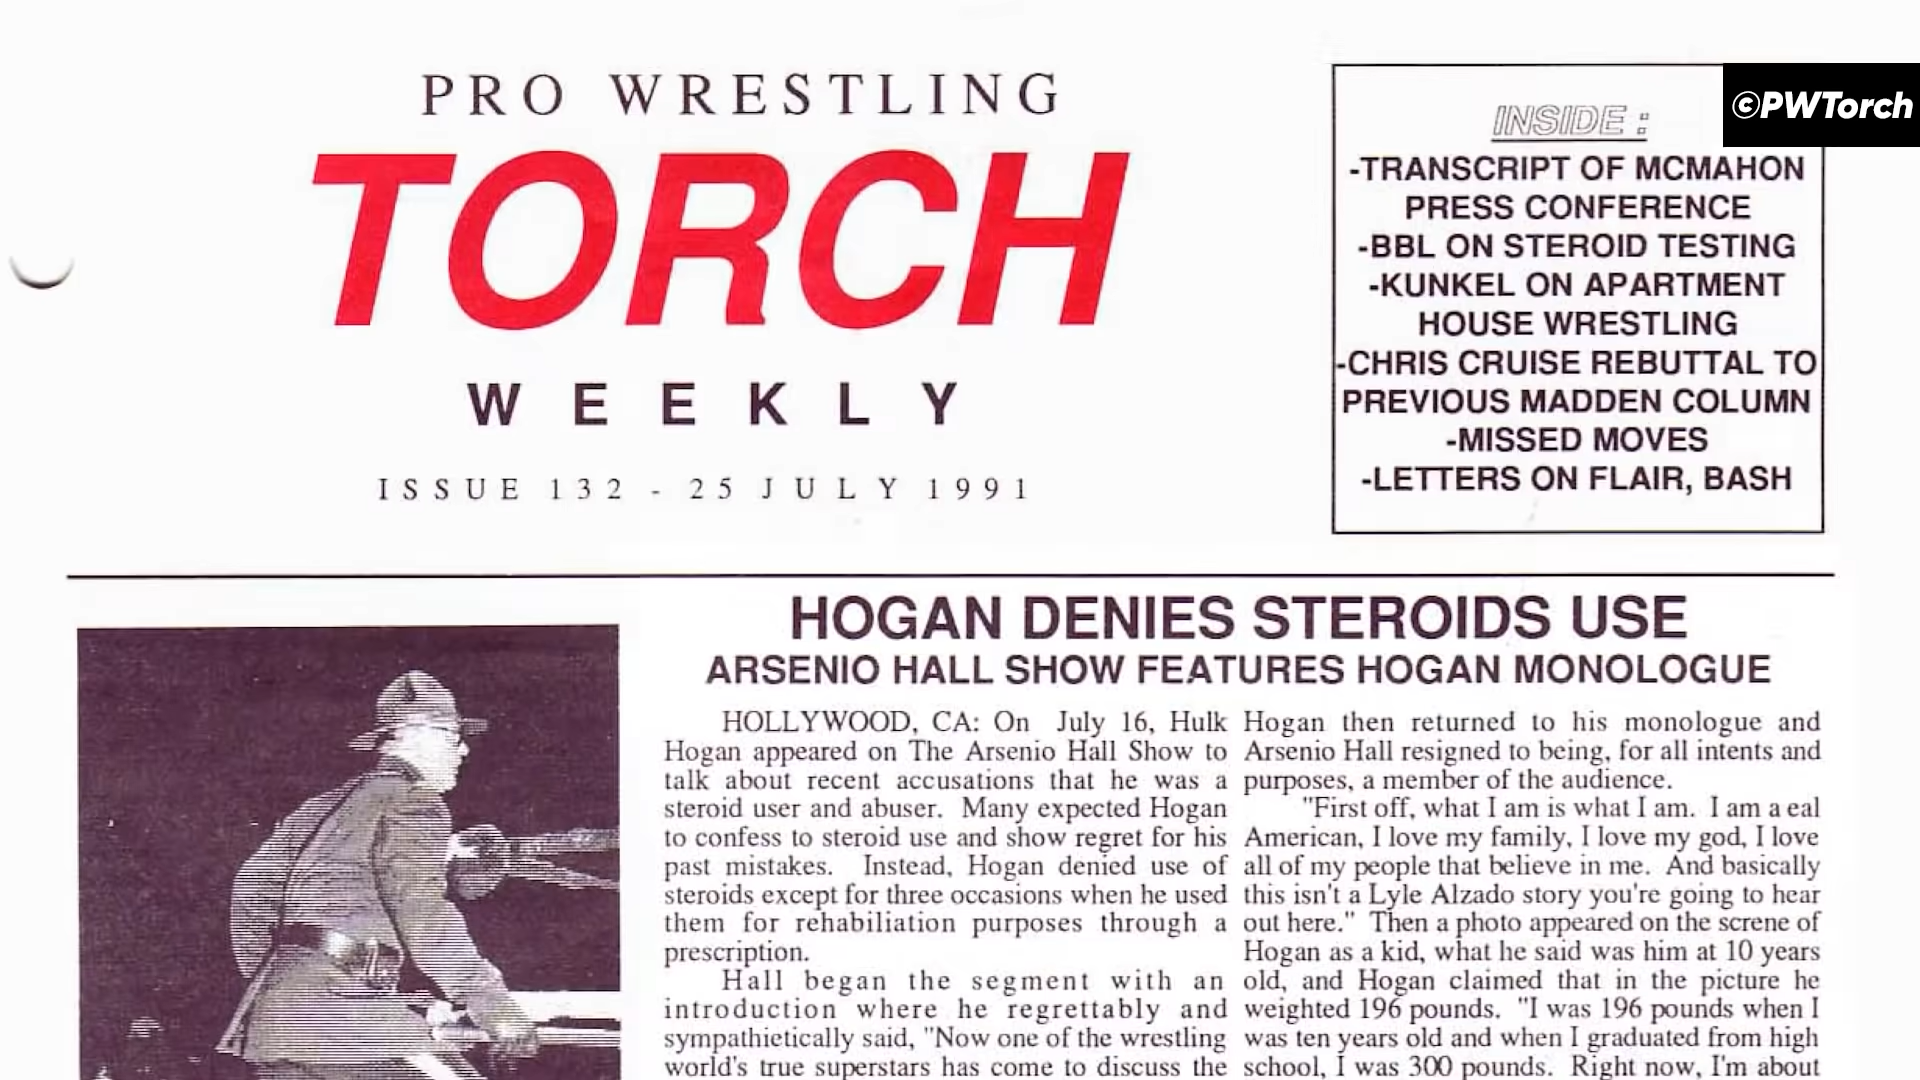 PRO WRESTLING
TORCH
WEEKLY
ISSUE 132 - 25 JULY 1991
©PWTorch
INSIDE :
-TRANSCRIPT OF MCMAHON
PRESS CONFERENCE
-BBL ON STEROID TESTING
-KUNKEL ON APARTMENT
HOUSE WRESTLING
-CHRIS CRUISE REBUTTAL TO
PREVIOUS MADDEN COLUMN
-MISSED MOVES
-LETTERS ON FLAIR, BASH
HOGAN DENIES STEROIDS USE
ARSENIO HALL SHOW FEATURES HOGAN MONOLOGUE
HOLLYWOOD, CA: On July 16, Hulk
Hogan appeared on The Arsenio Hall Show to
talk about recent accusations that he was a
steroid user and abuser. Many expected Hogan
to confess to steroid use and show regret for his
past mistakes. Instead, Hogan denied use of
steroids except for three occasions when he used
them for rehabiliation purposes through a
prescription.
Hall began the segment with an
introduction where he regrettably and
sympathietically said, "Now one of the wrestling
world's true superstars has come to discuss the
Hogan then returned to his monologue and
Arsenio Hall resigned to being, for all intents and
purposes, a member of the audience.
"First off, what I am is what I am. I am a eal
American, I love my family, I love my god, I love
all of my people that believe in me. And basically
this isn't a Lyle Alzado story you're going to hear
out here." Then a photo appeared on the screne of
Hogan as a kid, what he said was him at 10 years
old, and Hogan claimed that in the picture he
weighted 196 pounds. "I was 196 pounds when I
was ten years old and when I graduated from high
school, I was 300 pounds. Right now, I'm about